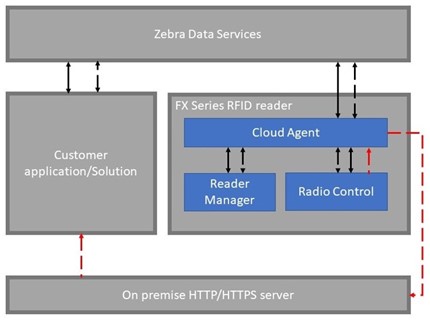 Zebra Data Services
FX Series RFID reader
Cloud Agent
Customer
application/Solution
Reader
Manager
Radio Control
On premise HTTP/HTTPS server